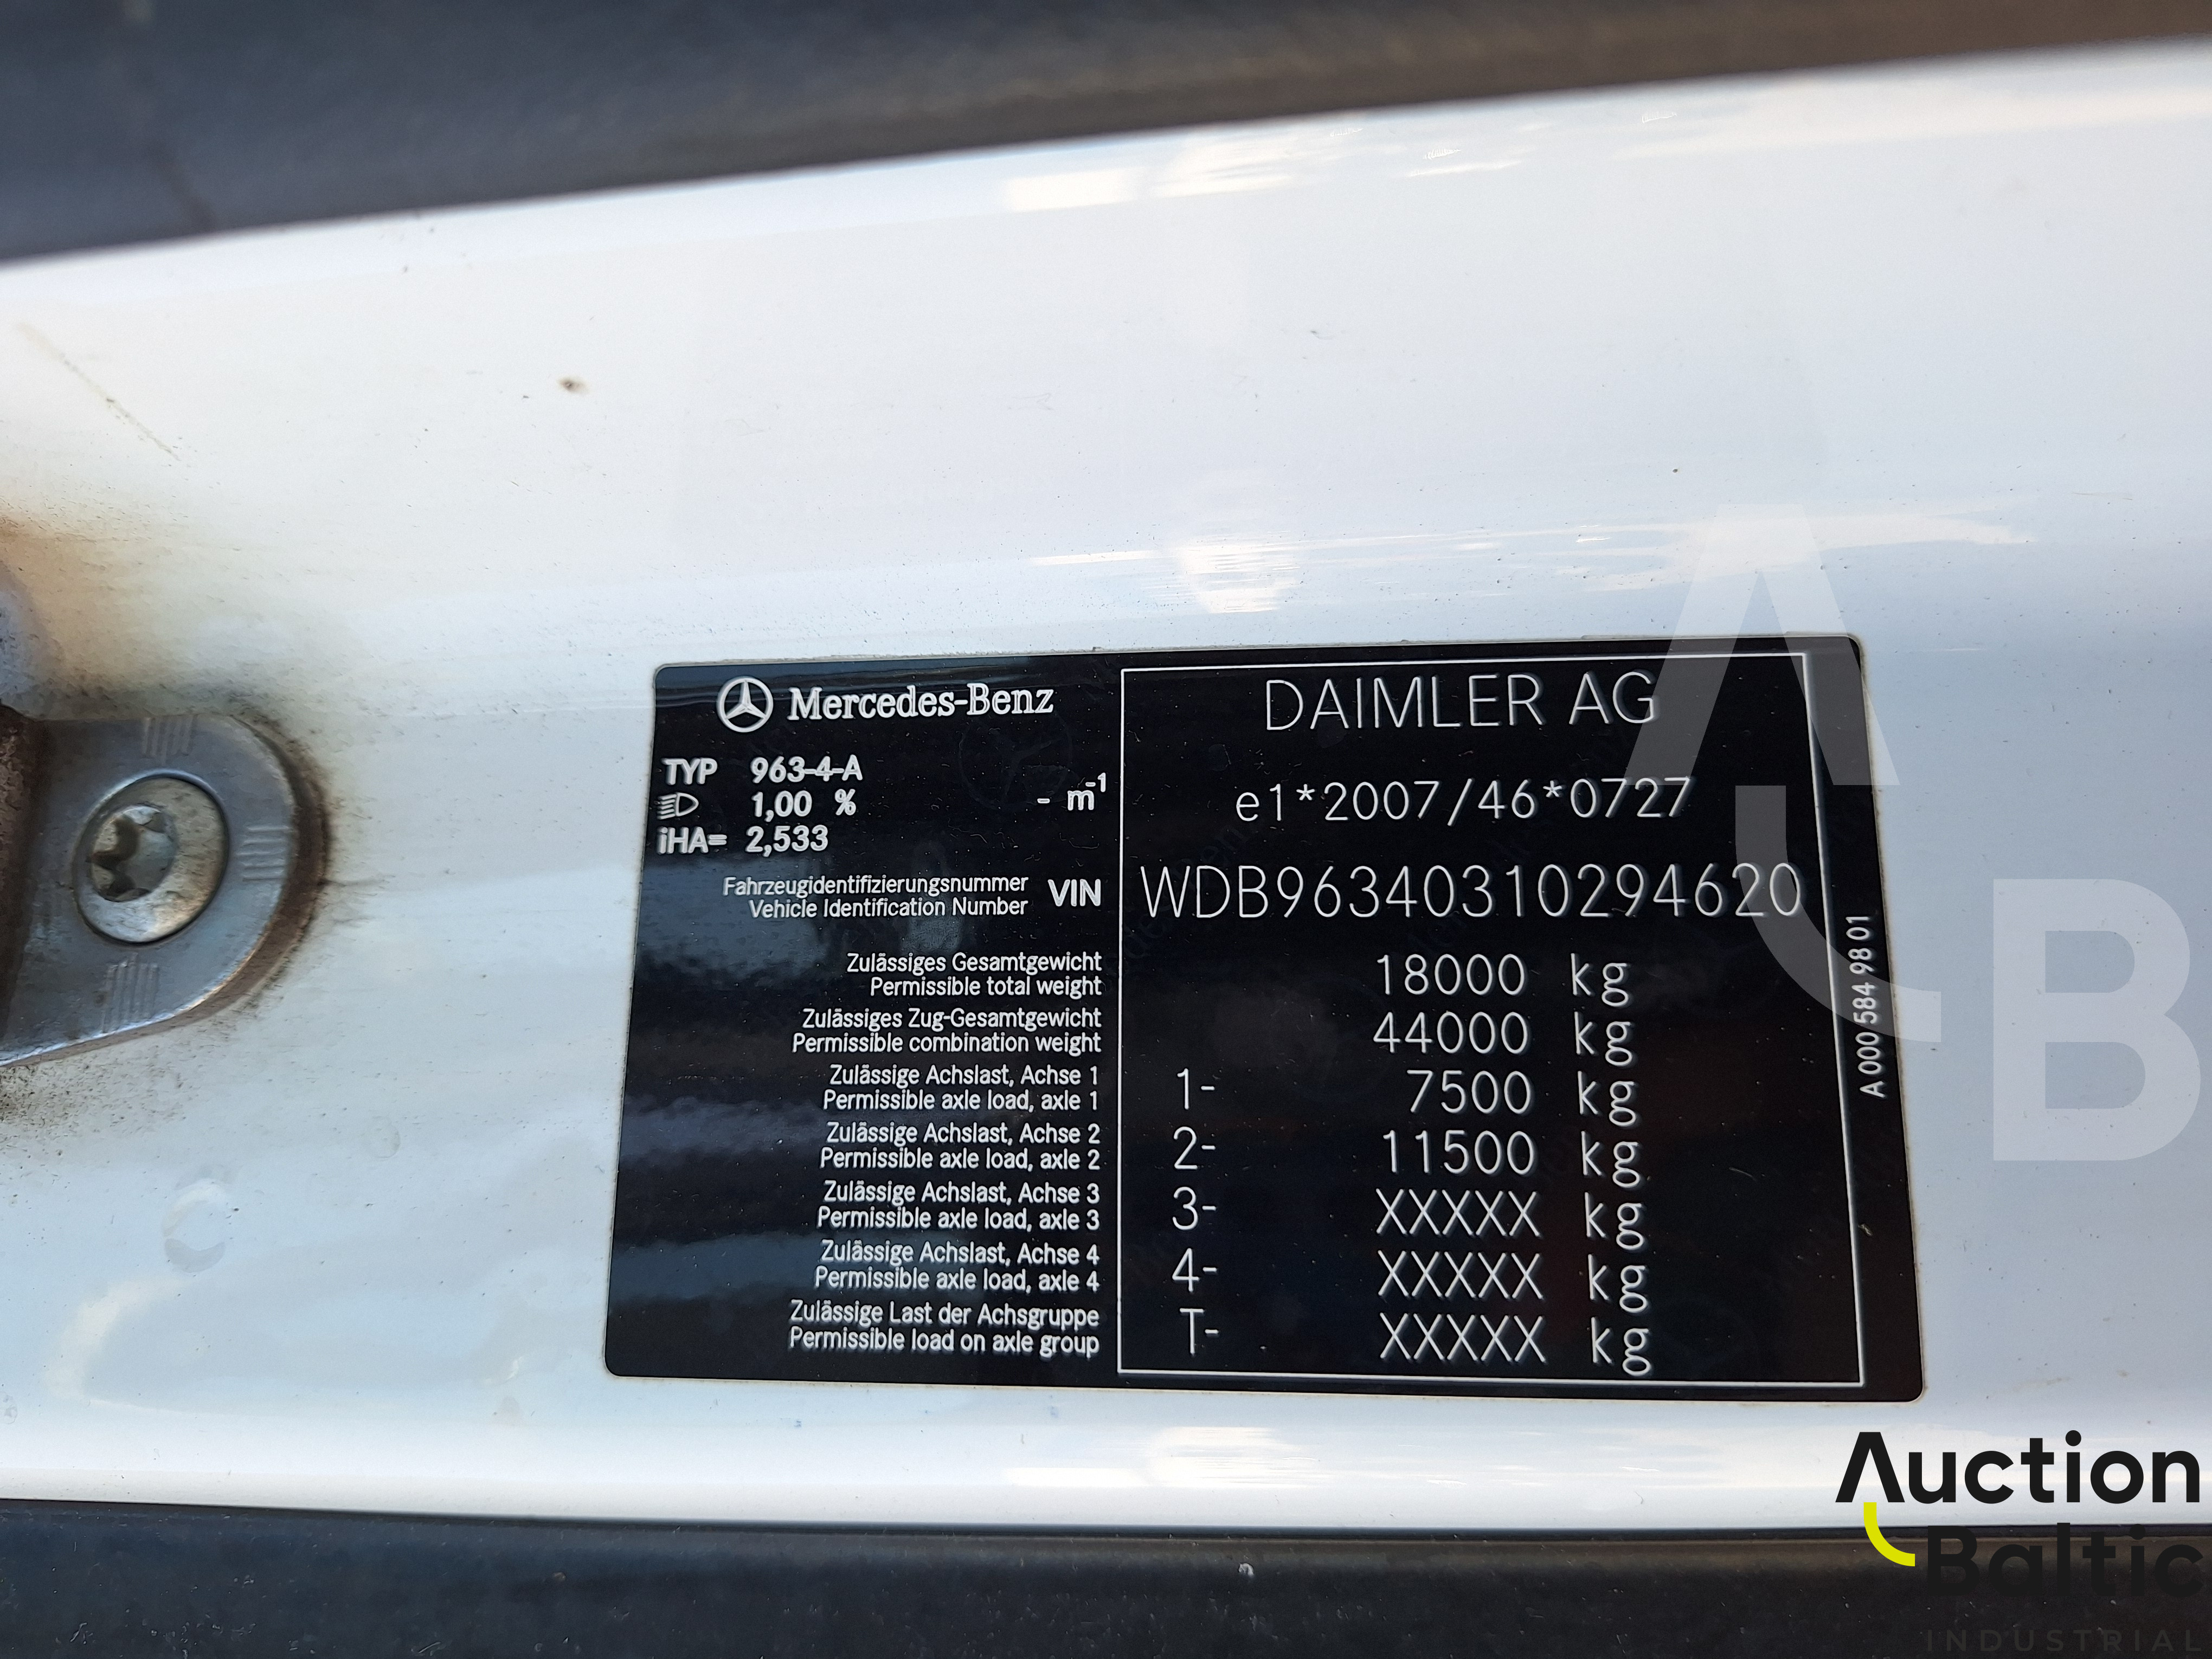 Mercedes-Benz
TYP 963-4-A
1,00 % - m-1
iHA= 2,533
Fahrzeugidentifizierungsnummer
Vehicle Identification Number
VIN
Zulässiges Gesamtgewicht
Permissible total weight
Zulässiges Zug-Gesamtgewicht
Permissible combination weight
Zulässige Achslast, Achse 1
Permissible axle load, axle 1
Zulässige Achslast, Achse 2
Permissible axle load, axle 2
Zulässige Achslast, Achse 3
Permissible axle load, axle 3
Zulässige Achslast, Achse 4
Permissible axle load, axle 4
Zulässige Last der Achsgruppe
Permissible load on axle group
DAIMLER AG
e1*2007/46*0727
WDB96340310294620
18000 kg
44000 kg
1- 7500 kg
2- 11500 kg
3- XXXXX kg
4- XXXXX kg
T- XXXXX kg
A 000 584 98 01
AB
Auction
Baltic
INDUSTRIAL